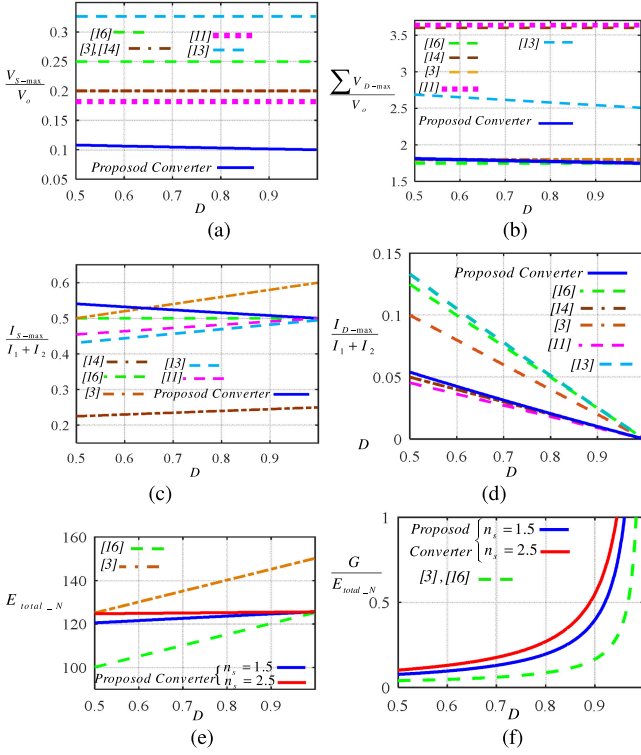 0.3
0.25
0.2
0.15
0.1
0.05
V_{S-max}
V_o
[16]
[3],[14]
[11]
[13]
Proposod Converter
0.5 0.6 0.7 0.8 0.9
D
(a)
3.5
3
2.5
2
1.5
∑ V_{D-max}
V_o
[16]
[14]
[3]
[11]
[13]
Proposod Converter
0.5 0.6 0.7 0.8 0.9
D
(b)
0.6
0.5
0.4
0.3
0.2
I_{S-max}
I_1 + I_2
[14]
[16]
[3]
[13]
[11]
Proposod Converter
0.5 0.6 0.7 0.8 0.9
D
(c)
0.15
0.1
0.05
0
I_{D-max}
I_1 + I_2
D
Proposod Converter
[16]
[14]
[3]
[11]
[13]
0.5 0.6 0.7 0.8 0.9
D
(d)
160
140
120
100
E_{total_N}
[16]
[3]
Proposod Converter { n_s = 1.5
n_s = 2.5
0.5 0.6 0.7 0.8 0.9
D
(e)
1
0.5
0
G
E_{total_N}
Proposod { n_s = 1.5
Converter n_s = 2.5
[3],[16]
0.5 0.6 0.7 0.8 0.9
D
(f)